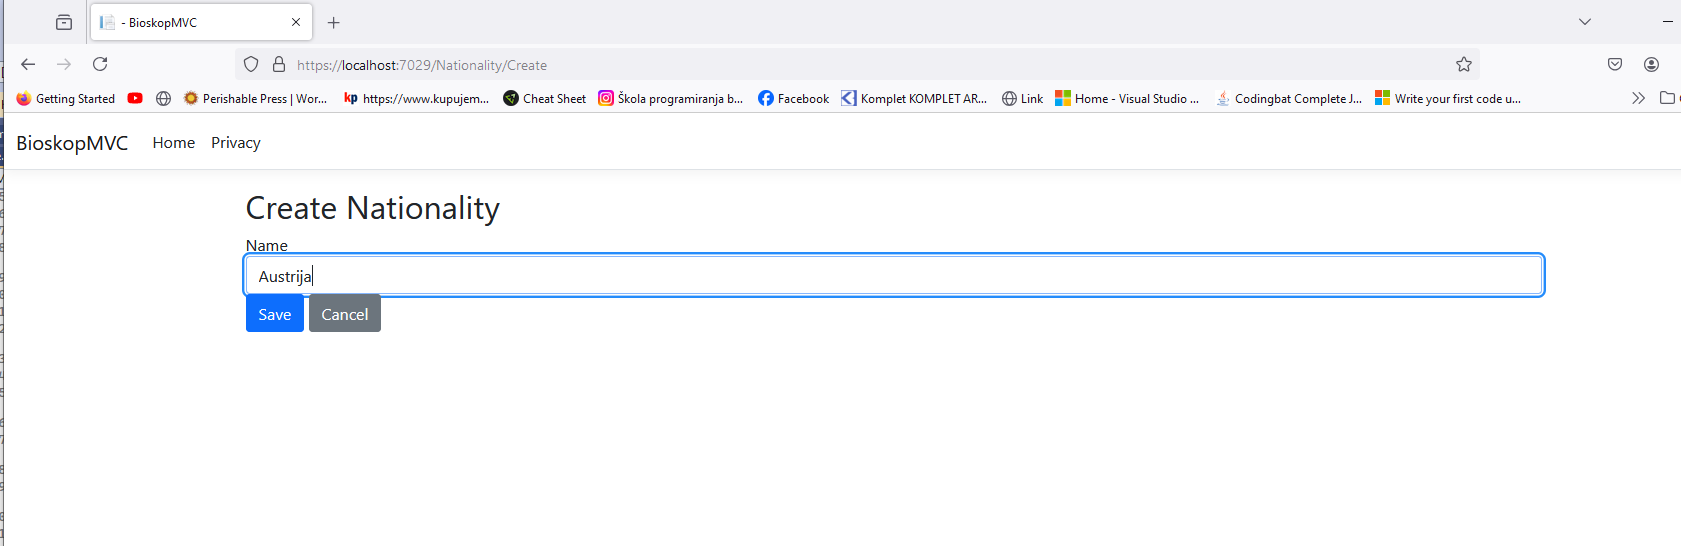 - BioskopMVC
https://localhost:7029/Nationality/Create
Getting Started Perishable Press | Wor... kp https://www.kupujem... Cheat Sheet Škola programiranja b... Facebook Komplet KOMPLET AR... Link Home - Visual Studio ... Codingbat Complete J... Write your first code u...
BioskopMVC Home Privacy
Create Nationality
Name
Austrija
Save Cancel